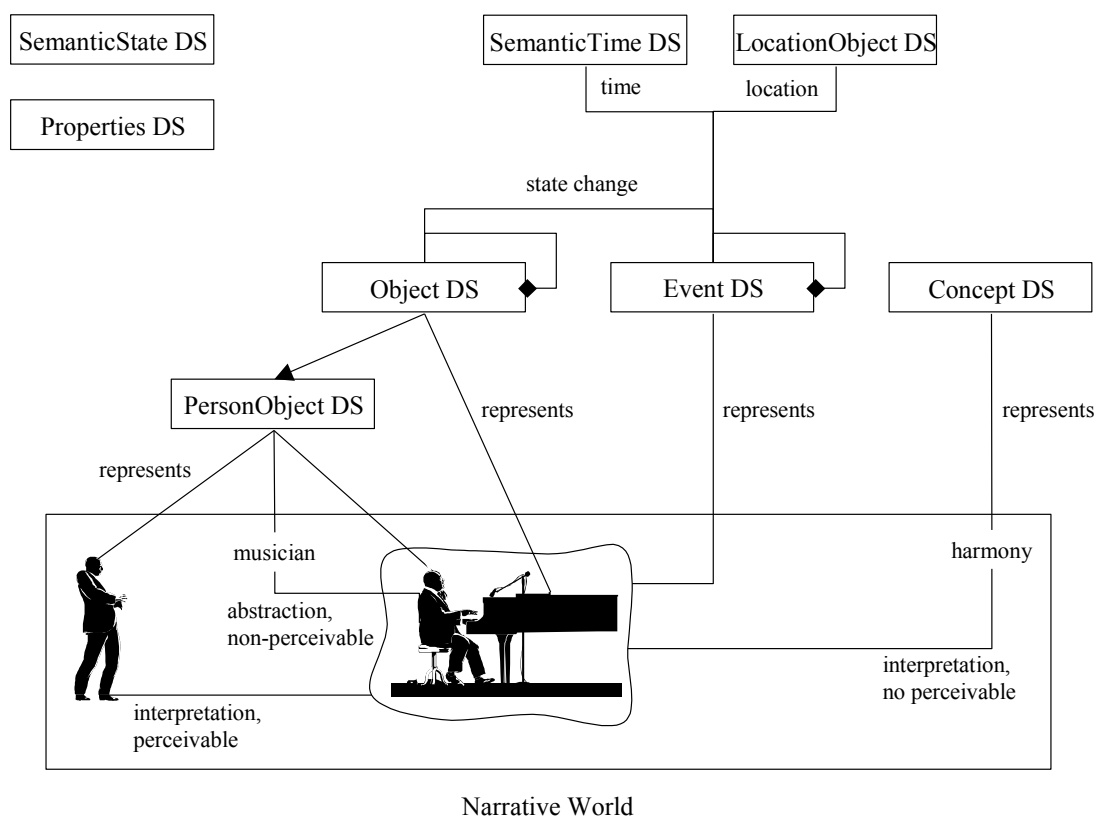 SemanticState DS
SemanticTime DS
LocationObject DS
time
location
Properties DS
state change
Object DS
Event DS
Concept DS
PersonObject DS
represents
represents
represents
represents
musician
harmony
abstraction,
non-perceivable
interpretation,
no perceivable
interpretation,
perceivable
Narrative World